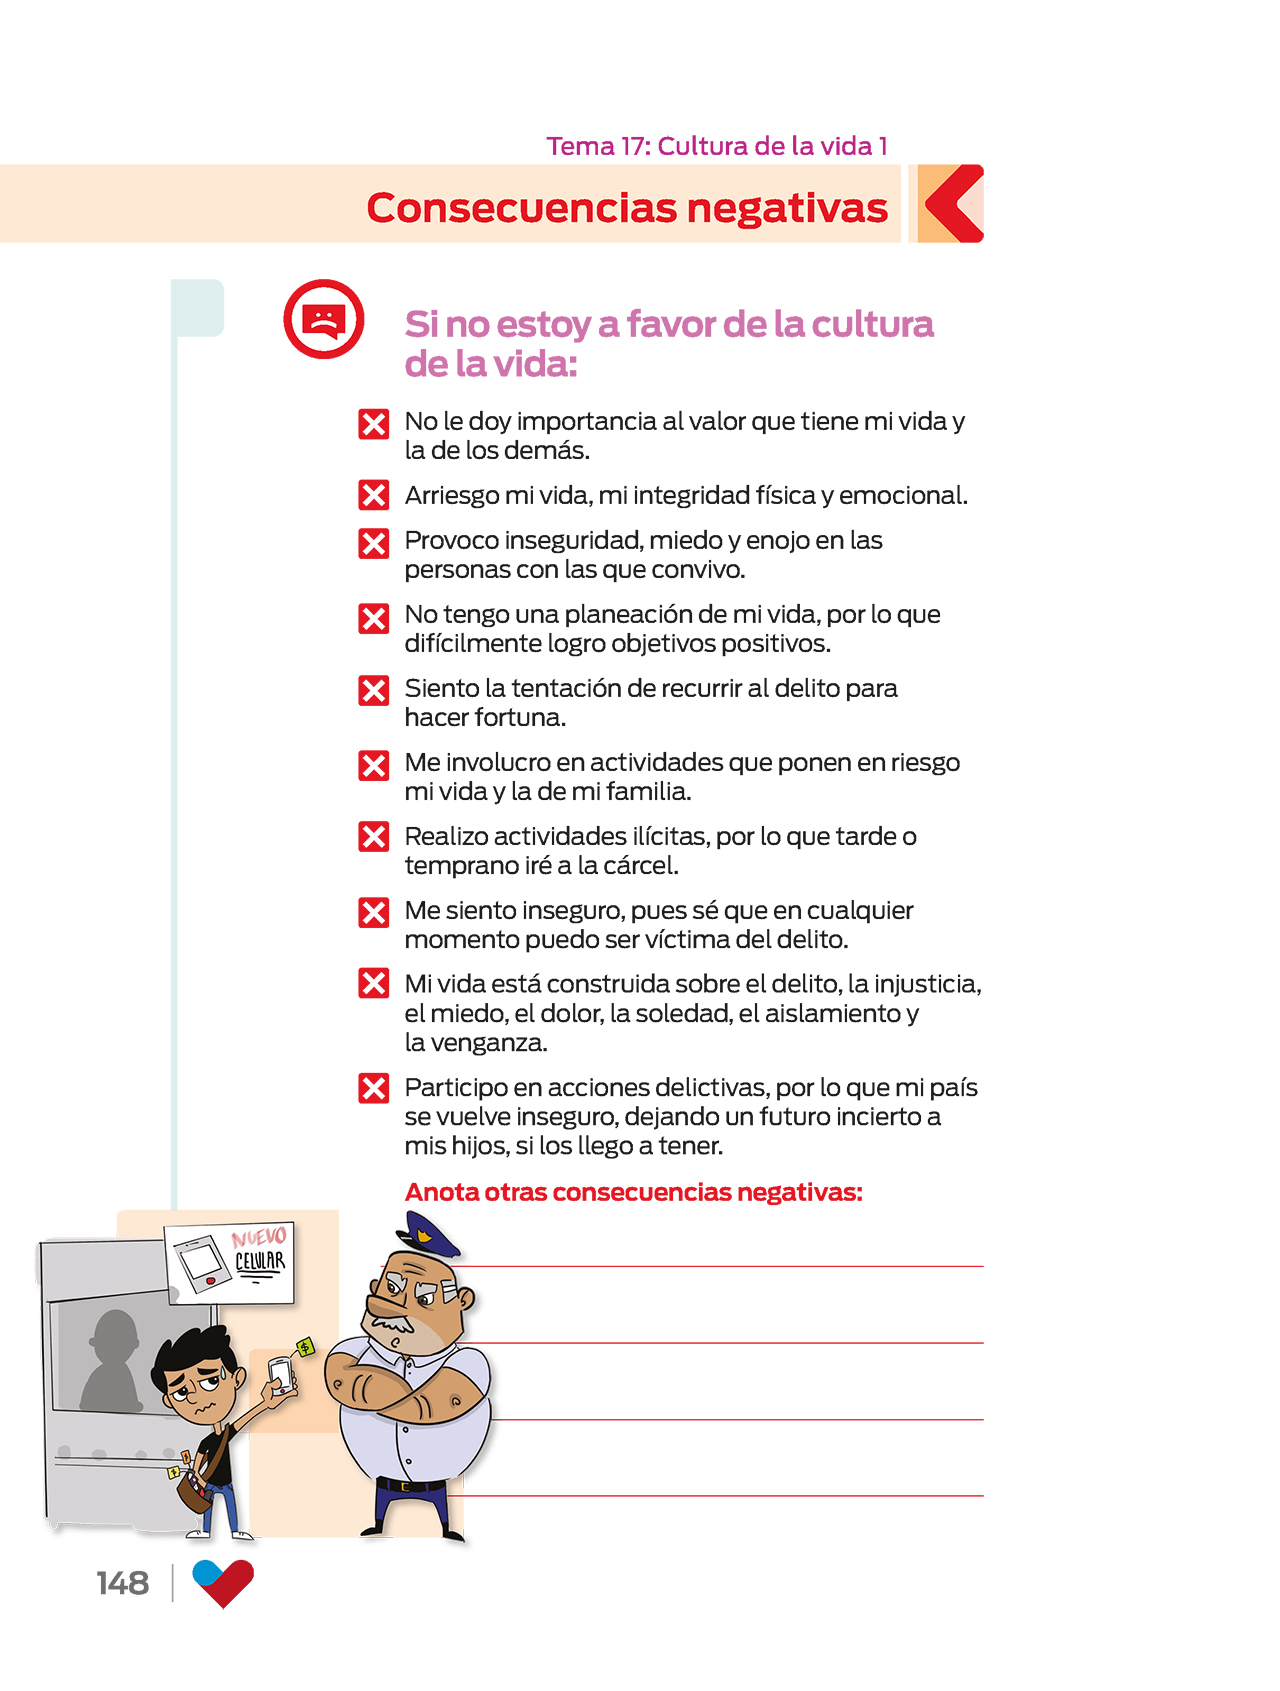 Tema 17: Cultura de la vida 1
Consecuencias negativas
Si no estoy a favor de la cultura
de la vida:
No le doy importancia al valor que tiene mi vida y
la de los demás.
Arriesgo mi vida, mi integridad física y emocional.
Provoco inseguridad, miedo y enojo en las
personas con las que convivo.
No tengo una planeación de mi vida, por lo que
difícilmente logro objetivos positivos.
Siento la tentación de recurrir al delito para
hacer fortuna.
Me involucro en actividades que ponen en riesgo
mi vida y la de mi familia.
Realizo actividades ilícitas, por lo que tarde o
temprano iré a la cárcel.
Me siento inseguro, pues sé que en cualquier
momento puedo ser víctima del delito.
Mi vida está construida sobre el delito, la injusticia,
el miedo, el dolor, la soledad, el aislamiento y
la venganza.
Participo en acciones delictivas, por lo que mi país
se vuelve inseguro, dejando un futuro incierto a
mis hijos, si los llego a tener.
Anota otras consecuencias negativas:
NUEVO
CELULAR
$
148